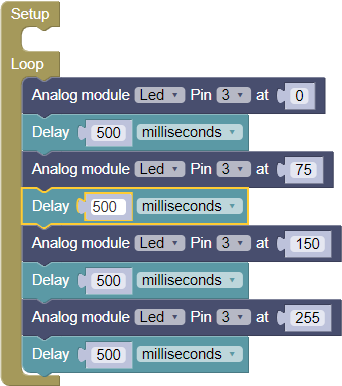 Setup
Loop
Analog module Led Pin 3 at 0
Delay 500 milliseconds
Analog module Led Pin 3 at 75
Delay 500 milliseconds
Analog module Led Pin 3 at 150
Delay 500 milliseconds
Analog module Led Pin 3 at 255
Delay 500 milliseconds